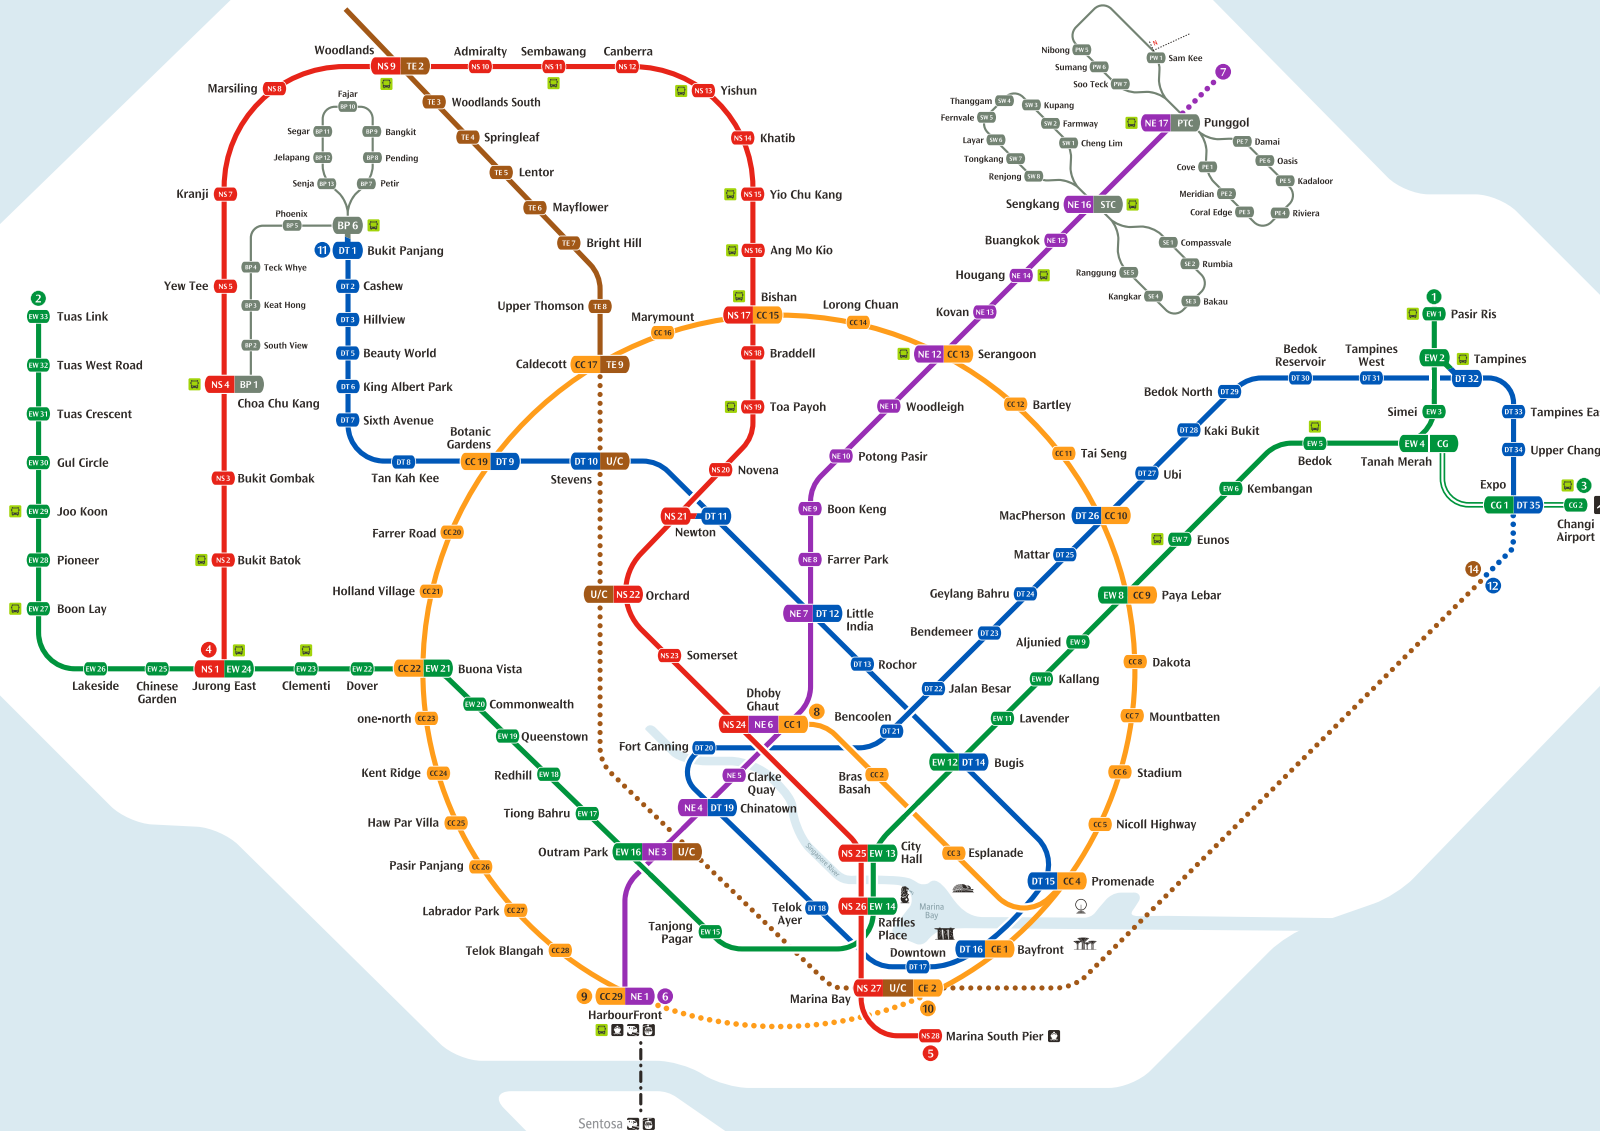 Woodlands
NS 9 TE 2
Admiralty
NS 10
Sembawang
NS 11
Canberra
NS 12
Marsiling
NS 8
Yishun
NS 13
Khatib
NS 14
Kranji
NS 7
Yio Chu Kang
NS 15
Ang Mo Kio
NS 16
Bishan
NS 17 CC 15
Braddell
NS 18
Toa Payoh
NS 19
Novena
NS 20
NS 21 DT 11
Newton
U/C NS 22
Orchard
Somerset
NS 23
Dhoby
Ghaut
NS 24 NE 6 CC 1
8
NS 25 EW 13
City
Hall
NS 26 EW 14
Raffles
Place
Marina Bay
NS 27 U/C CE 2
10
NS 28
Marina South Pier
5
Yew Tee
NS 5
NS 4 BP 1
Choa Chu Kang
NS 3
Bukit Gombak
NS 2
Bukit Batok
4
NS 1 EW 24
Jurong East
Fajar
BP 10
Segar
BP 11
BP 9
Bangkit
Jelapang
BP 12
BP 8
Pending
Senja
BP 13
BP 7
Petir
Phoenix
BP 5
BP 6
11
DT 1
Bukit Panjang
BP 4
Teck Whye
BP 3
Keat Hong
BP 2
South View
DT 2
Cashew
DT 3
Hillview
DT 5
Beauty World
DT 6
King Albert Park
DT 7
Sixth Avenue
DT 8
Tan Kah Kee
Botanic
Gardens
CC 19 DT 9
DT 10 U/C
Stevens
TE 3
Woodlands South
TE 4
Springleaf
TE 5
Lentor
TE 6
Mayflower
TE 7
Bright Hill
Upper Thomson
TE 8
Caldecott
CC 17 TE 9
Marymount
CC 16
Lorong Chuan
CC 14
NE 12 CC 13
Serangoon
CC 12
Bartley
CC 11
Tai Seng
MacPherson
DT 26 CC 10
EW 8 CC 9
Paya Lebar
CC 8
Dakota
CC 7
Mountbatten
CC 6
Stadium
CC 5
Nicoll Highway
DT 15 CC 4
Promenade
CC 3
Esplanade
CC 2
Bras
Basah
DT 16 CE 1
Bayfront
Downtown
DT 17
Telok
Ayer
DT 18
NE 4 DT 19
Chinatown
Fort Canning
DT 20
Bencoolen
DT 21
DT 22
Jalan Besar
Bendemeer
DT 23
Geylang Bahru
DT 24
Mattar
DT 25
DT 27
Ubi
DT 28
Kaki Bukit
Bedok North
DT 29
Bedok
Reservoir
DT 30
Tampines
West
DT 31
Tampines
DT 32
EW 2
1
EW 1
Pasir Ris
DT 33
Tampines Ea
DT 34
Upper Chang
Simei
EW 3
EW 4 CG
Tanah Merah
Expo
CG 1 DT 35
3
CG 2
Changi
Airport
14
12
EW 5
Bedok
EW 6
Kembangan
EW 7
Eunos
Aljunied
EW 9
EW 10
Kallang
EW 11
Lavender
EW 12 DT 14
Bugis
DT 13
Rochor
NE 7 DT 12
Little
India
NE 8
Farrer Park
NE 9
Boon Keng
NE 10
Potong Pasir
NE 11
Woodleigh
Kovan
NE 13
Hougang
NE 14
Buangkok
NE 15
Sengkang
NE 16 STC
NE 17 PTC
Punggol
7
Nibong
PW 5
Sumang
PW 6
Soo Teck
PW 7
PW 1
Sam Kee
N
Thanggam
SW 4
SW 3
Kupang
Fernvale
SW 5
SW 2
Farmway
Layar
SW 6
SW 1
Cheng Lim
Tongkang
SW 7
Renjong
SW 8
PE 7
Damai
PE 6
Oasis
PE 5
Kadaloor
Cove
PE 1
Meridian
PE 2
Coral Edge
PE 3
PE 4
Riviera
SE 1
Compassvale
SE 2
Rumbia
Ranggung
SE 5
Kangkar
SE 4
SE 3
Bakau
2
EW 33
Tuas Link
EW 32
Tuas West Road
EW 31
Tuas Crescent
EW 30
Gul Circle
EW 29
Joo Koon
EW 28
Pioneer
EW 27
Boon Lay
EW 26
Lakeside
EW 25
Chinese
Garden
EW 23
Clementi
EW 22
Dover
CC 22 EW 21
Buona Vista
EW 20
Commonwealth
EW 19
Queenstown
Redhill
EW 18
Tiong Bahru
EW 17
Outram Park
EW 16 NE 3 U/C
Tanjong
Pagar
EW 15
NE 5
Clarke
Quay
Farrer Road
CC 20
Holland Village
CC 21
one-north
CC 23
Kent Ridge
CC 24
Haw Par Villa
CC 25
Pasir Panjang
CC 26
Labrador Park
CC 27
Telok Blangah
CC 28
9
CC 29 NE 1
6
HarbourFront
Sentosa
Singapore River
Marina
Bay